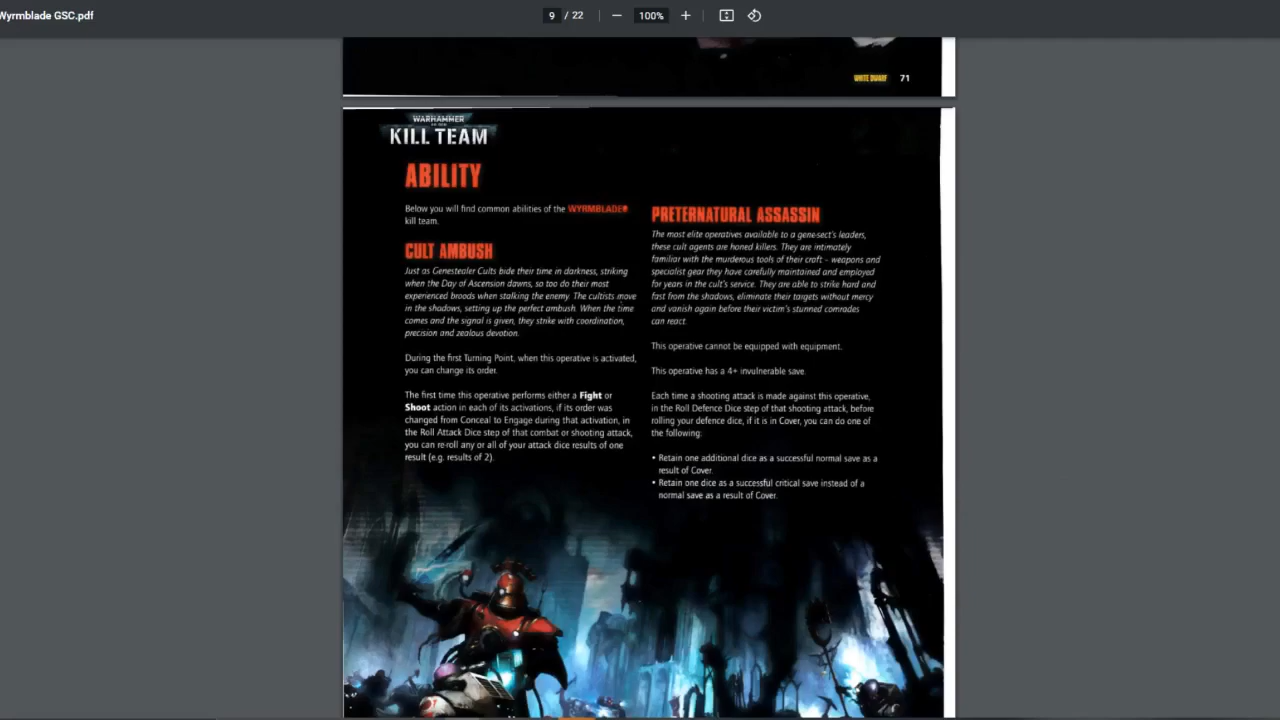 Wyrmblade GSC.pdf
9 / 22
100%
WHITE DWARF 71
WARHAMMER
KILL TEAM
ABILITY
Below you will find common abilities of the WYRMBLADE
kill team.
CULT AMBUSH
Just as Genestealer Cults bide their time in darkness, striking
when the Day of Ascension dawns, so too do their most
experienced broods when stalking the enemy. The cultists move
in the shadows, setting up the perfect ambush. When the time
comes and the signal is given, they strike with coordination,
precision and zealous devotion.
During the first Turning Point, when this operative is activated,
you can change its order.
The first time this operative performs either a Fight or
Shoot action in each of its activations, if its order was
changed from Conceal to Engage during that activation, in
the Roll Attack Dice step of that combat or shooting attack,
you can re-roll any or all of your attack dice results of one
result (e.g. results of 2).
PRETERNATURAL ASSASSIN
The most elite operatives available to a gene-sect's leaders,
these cult agents are honed killers. They are intimately
familiar with the murderous tools of their craft - weapons and
specialist gear they have carefully maintained and employed
for years in the cult's service. They are able to strike hard and
fast from the shadows, eliminate their targets without mercy
and vanish again before their victim's stunned comrades
can react.
This operative cannot be equipped with equipment.
This operative has a 4+ invulnerable save.
Each time a shooting attack is made against this operative,
in the Roll Defence Dice step of that shooting attack, before
rolling your defence dice, if it is in Cover, you can do one of
the following:
• Retain one additional dice as a successful normal save as a
result of Cover.
• Retain one dice as a successful critical save instead of a
normal save as a result of Cover.